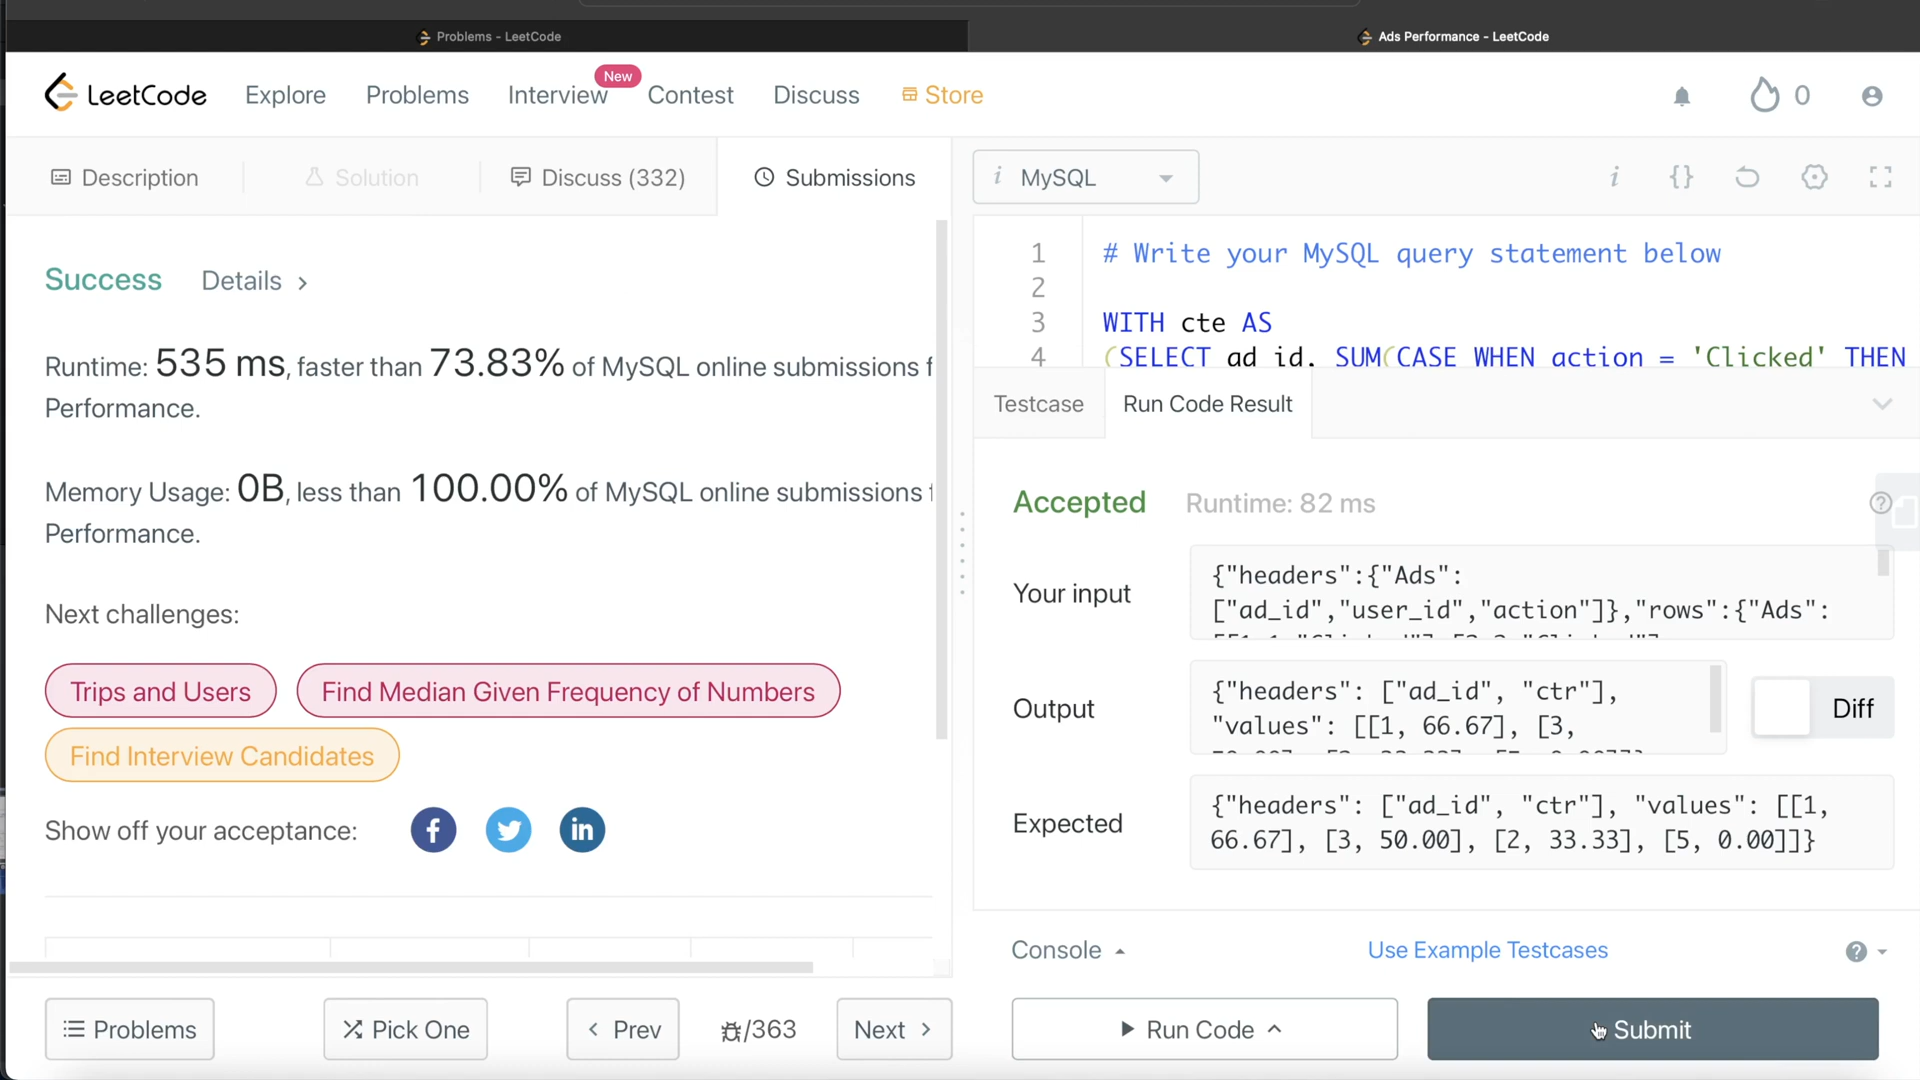 Problems - LeetCode
Ads Performance - LeetCode
LeetCode
Explore
Problems
Interview
New
Contest
Discuss
Store
0
Description
Solution
Discuss (332)
Submissions
i MySQL
i
{}
Success
Details
Runtime: 535 ms, faster than 73.83% of MySQL online submissions f
Performance.
Memory Usage: 0B, less than 100.00% of MySQL online submissions
Performance.
Next challenges:
Trips and Users
Find Median Given Frequency of Numbers
Find Interview Candidates
Show off your acceptance:
1 # Write your MySQL query statement below
2
3 WITH cte AS
4 (SELECT ad_id, SUM(CASE WHEN action = 'Clicked' THEN
Testcase
Run Code Result
Accepted
Runtime: 82 ms
Your input
{"headers":{"Ads":
["ad_id","user_id","action"]},"rows":{"Ads":
Output
{"headers": ["ad_id", "ctr"],
"values": [[1, 66.67], [3,
Diff
Expected
{"headers": ["ad_id", "ctr"], "values": [[1,
66.67], [3, 50.00], [2, 33.33], [5, 0.00]]}
Console
Use Example Testcases
Problems
Pick One
Prev
/363
Next
Run Code
Submit